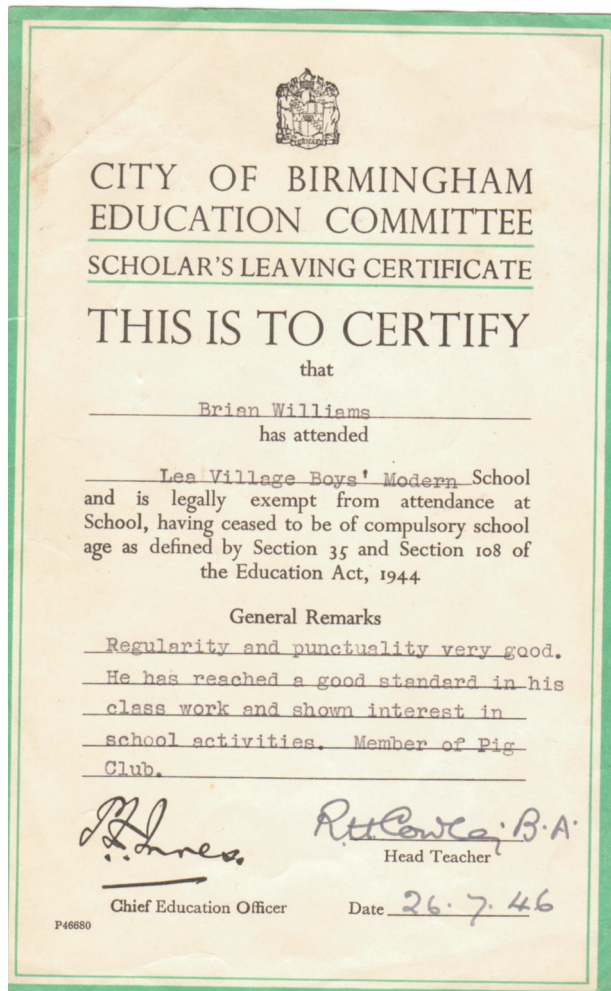 CITY OF BIRMINGHAM
EDUCATION COMMITTEE
SCHOLAR'S LEAVING CERTIFICATE
THIS IS TO CERTIFY
that
Brian Williams
has attended
Lea Village Boys' Modern School
and is legally exempt from attendance at
School, having ceased to be of compulsory school
age as defined by Section 35 and Section 108 of
the Education Act, 1944
General Remarks
Regularity and punctuality very good.
He has reached a good standard in his
class work and shown interest in
school activities. Member of Pig
Club.
B.A.
Head Teacher
Chief Education Officer
Date 26.7.46
P46680